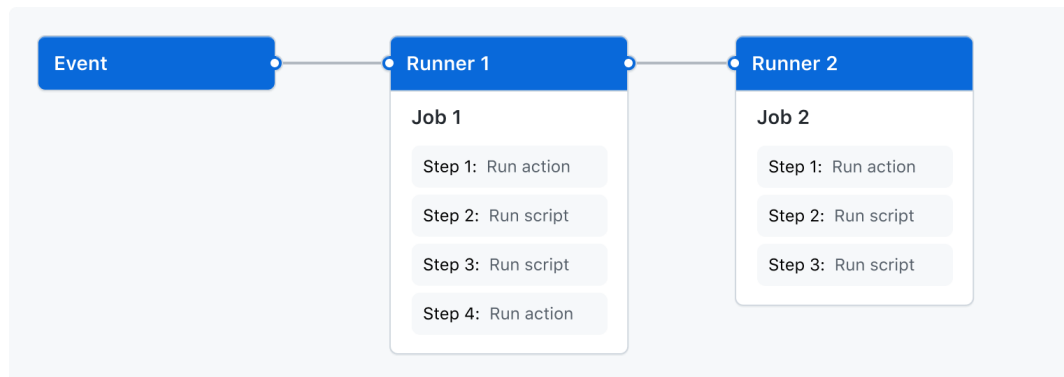 Event
Runner 1
Job 1
Step 1: Run action
Step 2: Run script
Step 3: Run script
Step 4: Run action
Runner 2
Job 2
Step 1: Run action
Step 2: Run script
Step 3: Run script